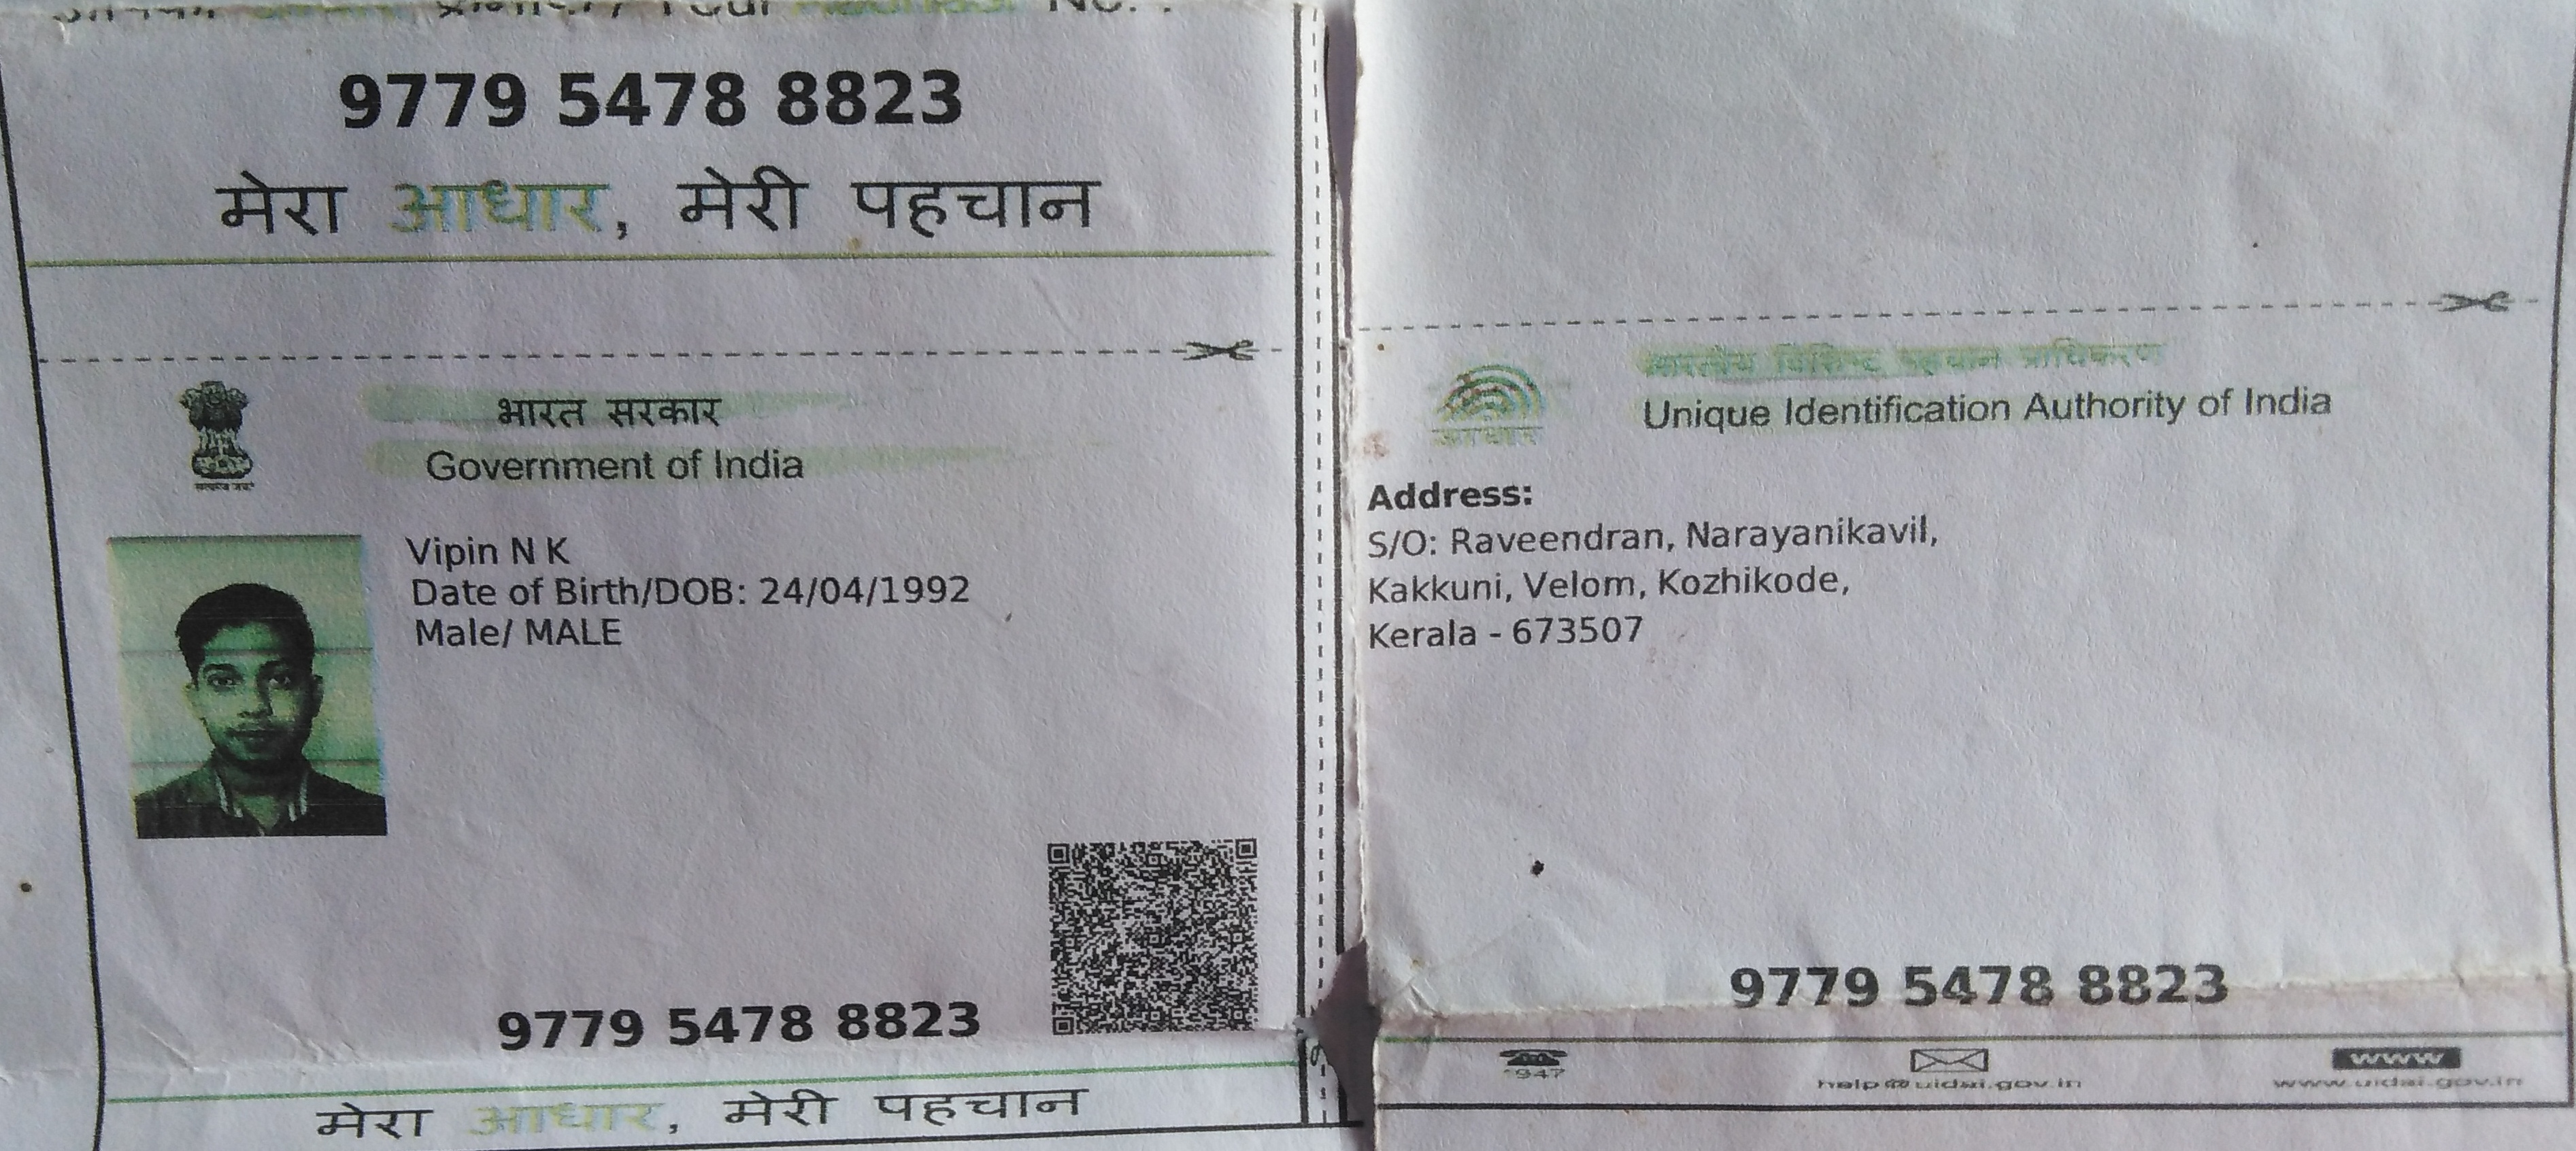 No. :
9779 5478 8823
मेरा आधार, मेरी पहचान
भारत सरकार
Government of India
Vipin N K
Date of Birth/DOB: 24/04/1992
Male/ MALE
9779 5478 8823
मेरा आधार, मेरी पहचान
भारतीय विशिष्ट पहचान प्राधिकरण
Unique Identification Authority of India
आधार
Address:
S/O: Raveendran, Narayanikavil,
Kakkuni, Velom, Kozhikode,
Kerala - 673507
9779 5478 8823
1947
help@uidai.gov.in
www
www.uidai.gov.in